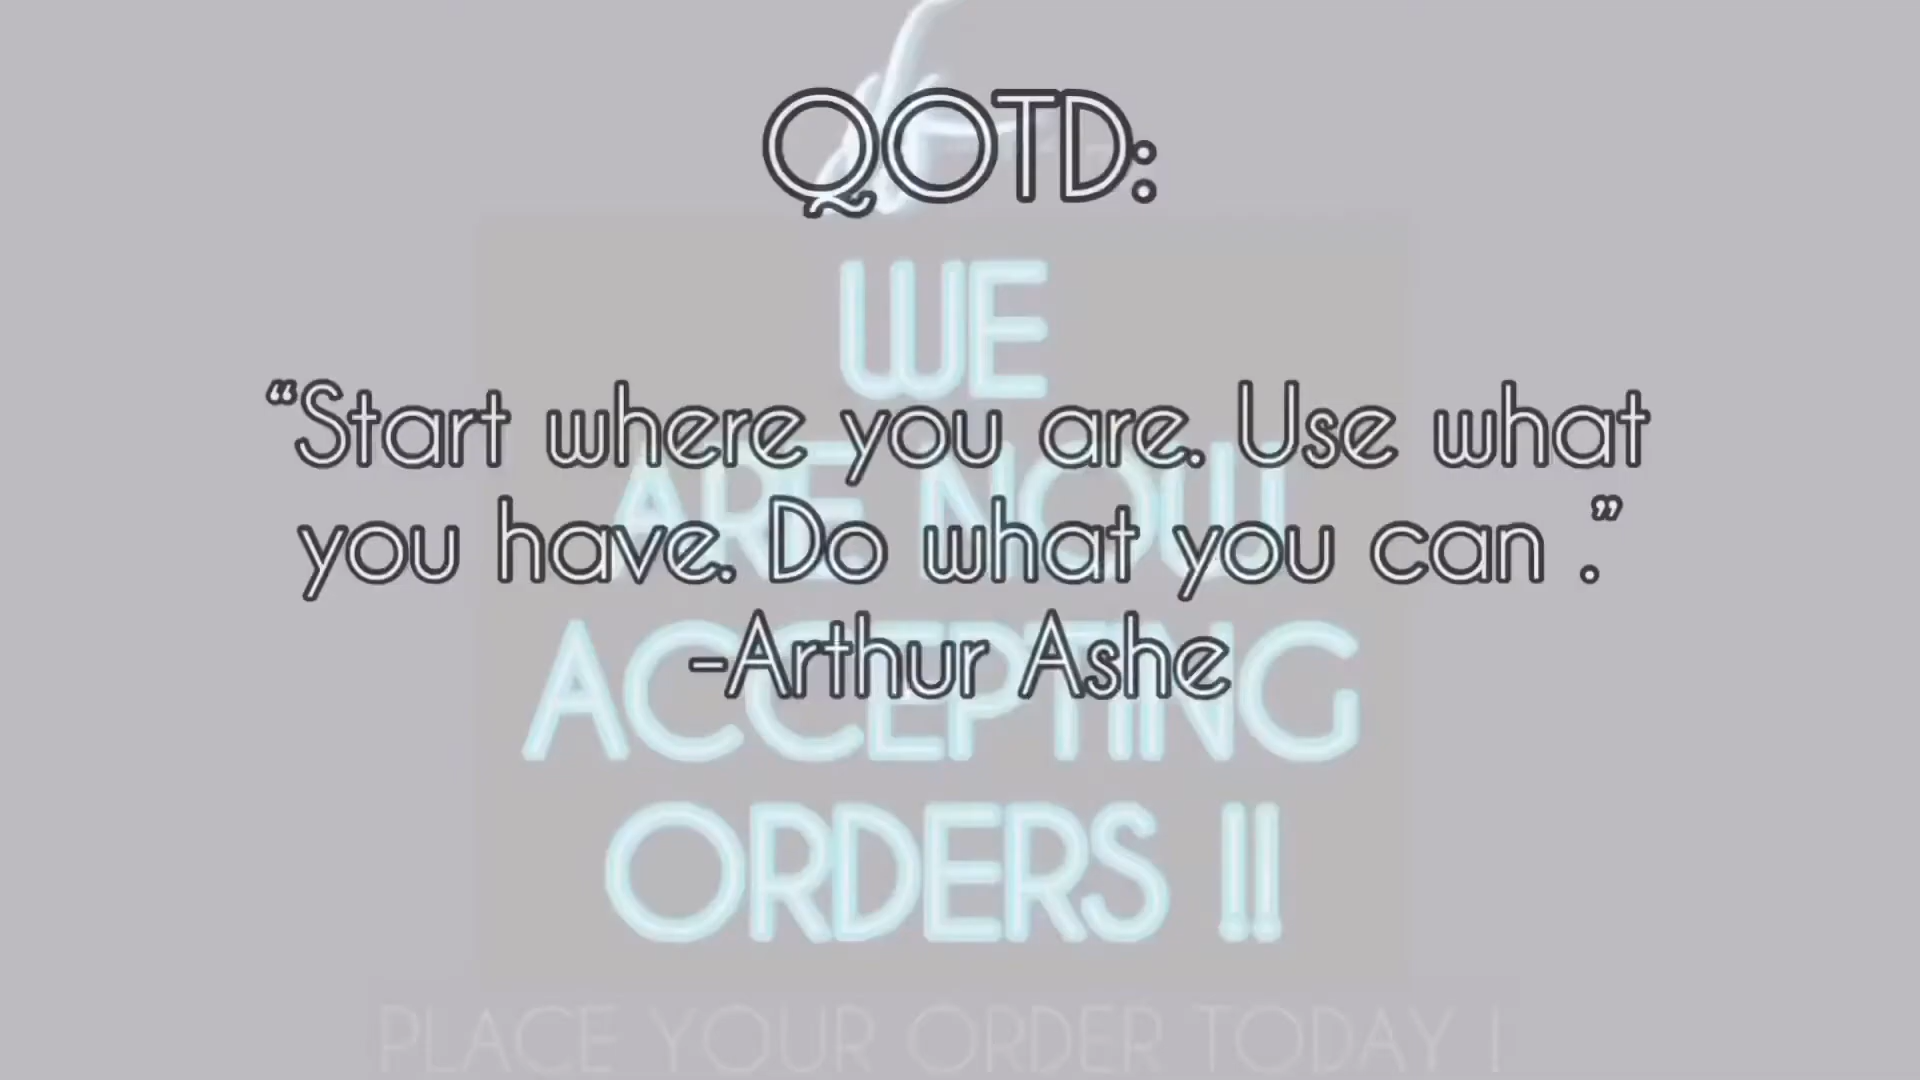 QOTD:
WE
“Start where you are. Use what
ARE NOW
you have. Do what you can .”
-Arthur Ashe
ACCEPTING
ORDERS !!
PLACE YOUR ORDER TODAY !